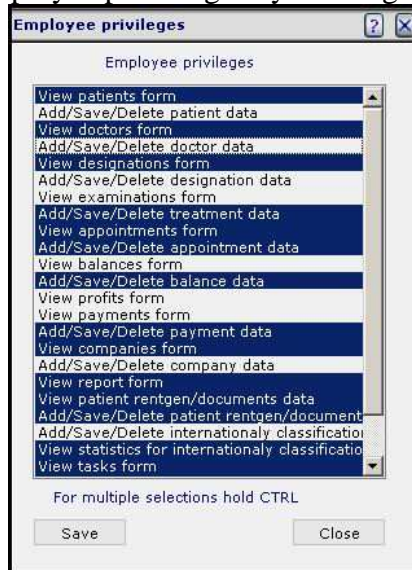 Employee privileges
Employee privileges
View patients form
Add/Save/Delete patient data
View doctors form
Add/Save/Delete doctor data
View designations form
Add/Save/Delete designation data
View examinations form
Add/Save/Delete treatment data
View appointments form
Add/Save/Delete appointment data
View balances form
Add/Save/Delete balance data
View profits form
View payments form
Add/Save/Delete payment data
View companies form
Add/Save/Delete company data
View report form
View patient rentgen/documents data
Add/Save/Delete patient rentgen/document
Add/Save/Delete internationaly classification
View statistics for internationaly classificatio
View tasks form
For multiple selections hold CTRL
Save Close